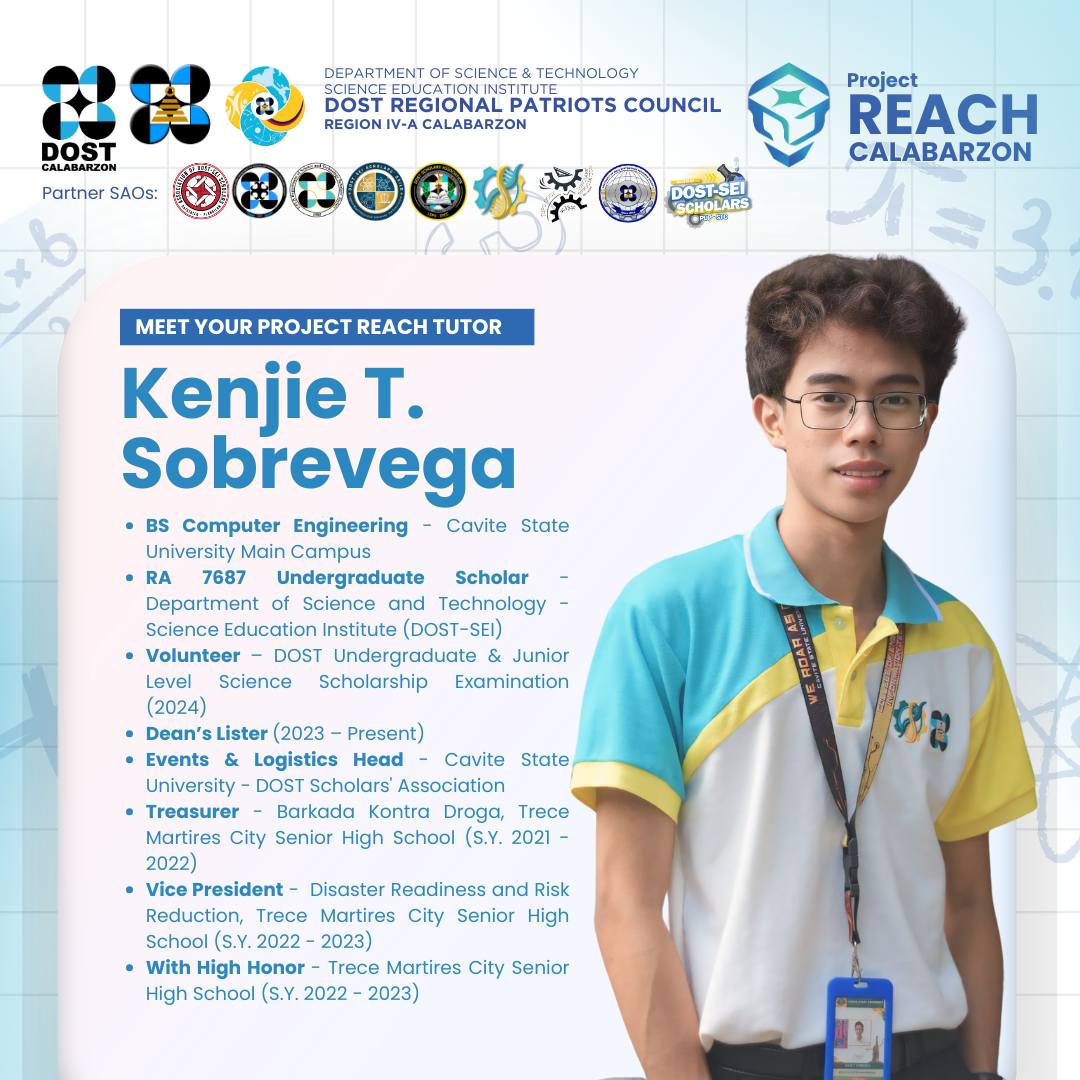 DOST
CALABARZON
DEPARTMENT OF SCIENCE & TECHNOLOGY
SCIENCE EDUCATION INSTITUTE
DOST REGIONAL PATRIOTS COUNCIL
REGION IV-A CALABARZON
Project
REACH
CALABARZON
Partner SAOs:
DOST-SEI
SCHOLARS
MEET YOUR PROJECT REACH TUTOR
Kenjie T.
Sobrevega
• BS Computer Engineering - Cavite State
University Main Campus
• RA 7687 Undergraduate Scholar -
Department of Science and Technology -
Science Education Institute (DOST-SEI)
• Volunteer – DOST Undergraduate & Junior
Level Science Scholarship Examination
(2024)
• Dean’s Lister (2023 – Present)
• Events & Logistics Head - Cavite State
University - DOST Scholars' Association
• Treasurer - Barkada Kontra Droga, Trece
Martires City Senior High School (S.Y. 2021 -
2022)
• Vice President - Disaster Readiness and Risk
Reduction, Trece Martires City Senior High
School (S.Y. 2022 - 2023)
• With High Honor - Trece Martires City Senior
High School (S.Y. 2022 - 2023)
WE ROAR AS
CAVITE STATE